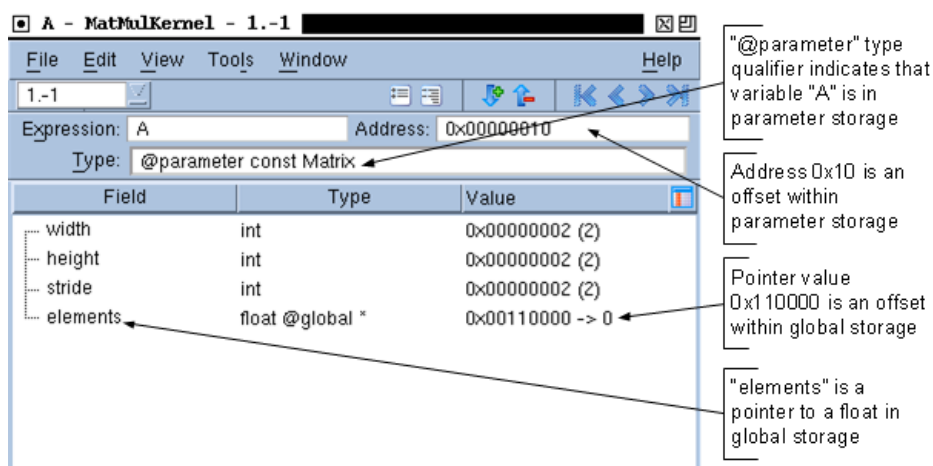 A - MatMulKernel - 1.-1
File Edit View Tools Window Help
1.-1
Expression: A Address: 0x00000010
Type: @parameter const Matrix
Field Type Value
width int 0x00000002 (2)
height int 0x00000002 (2)
stride int 0x00000002 (2)
elements float @global * 0x00110000 -> 0
"@parameter" type
qualifier indicates that
variable "A" is in
parameter storage
Address 0x10 is an
offset within
parameter storage
Pointer value
0x110000 is an offset
within global storage
"elements" is a
pointer to a float in
global storage